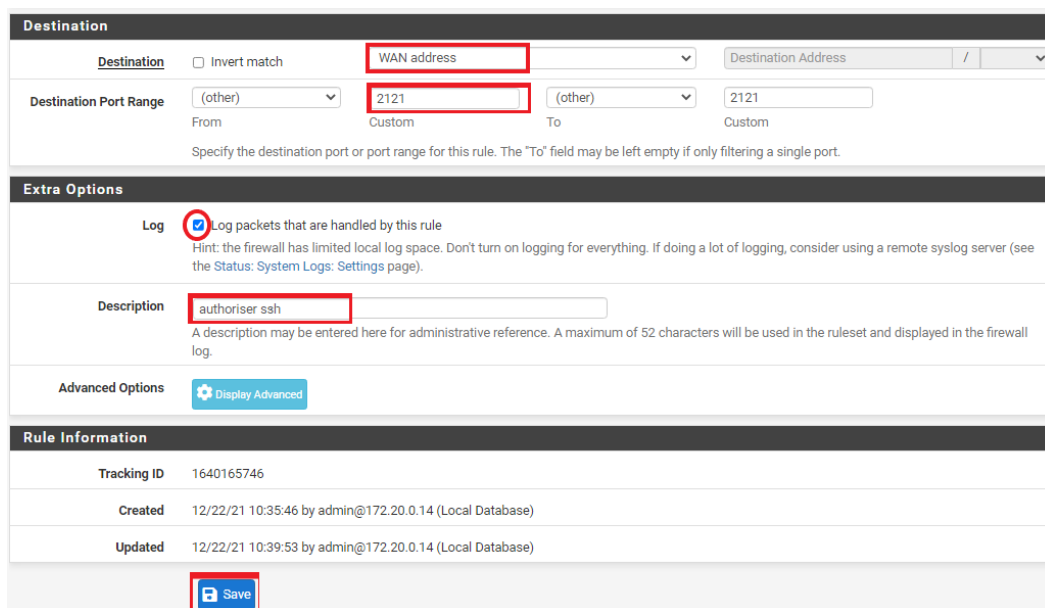 Destination
Destination Invert match WAN address Destination Address /
Destination Port Range (other) 2121 (other) 2121
From Custom To Custom
Specify the destination port or port range for this rule. The "To" field may be left empty if only filtering a single port.
Extra Options
Log Log packets that are handled by this rule
Hint: the firewall has limited local log space. Don't turn on logging for everything. If doing a lot of logging, consider using a remote syslog server (see
the Status: System Logs: Settings page).
Description authoriser ssh
A description may be entered here for administrative reference. A maximum of 52 characters will be used in the ruleset and displayed in the firewall
log.
Advanced Options Display Advanced
Rule Information
Tracking ID 1640165746
Created 12/22/21 10:35:46 by admin@172.20.0.14 (Local Database)
Updated 12/22/21 10:39:53 by admin@172.20.0.14 (Local Database)
Save